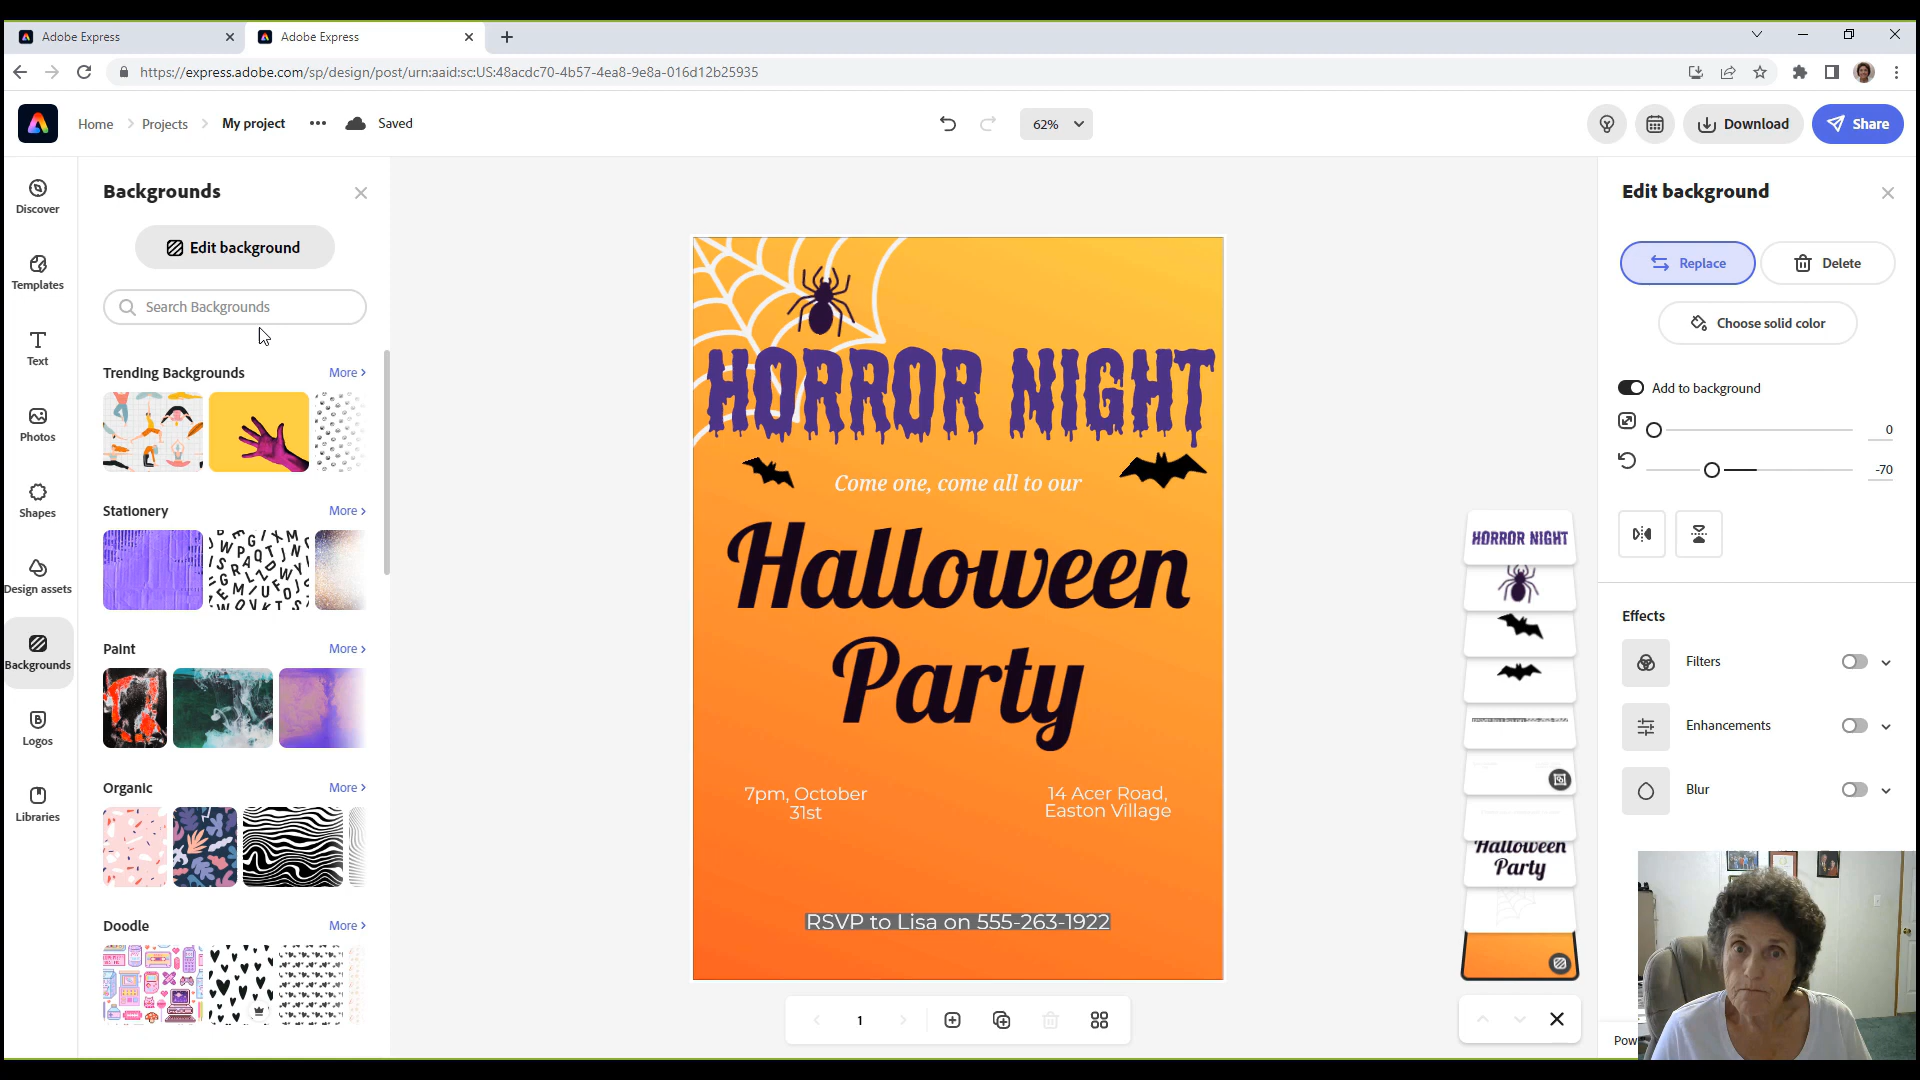 Adobe Express
Adobe Express
https://express.adobe.com/sp/design/post/urn:aaid:sc:US:48acdc70-4b57-4ea8-9e8a-016d12b25935
Home
Projects
My project
Saved
62%
Download
Share
Discover
Templates
Text
Photos
Shapes
Design assets
Backgrounds
Logos
Libraries
Backgrounds
Edit background
Search Backgrounds
Trending Backgrounds
More
Stationery
More
Paint
More
Organic
More
Doodle
More
HORROR NIGHT
Come one, come all to our
Halloween
Party
7pm, October
31st
14 Acer Road,
Easton Village
RSVP to Lisa on 555-263-1922
1
HORROR NIGHT
Halloween
Party
Edit background
Replace
Delete
Choose solid color
Add to background
0
-70
Effects
Filters
Enhancements
Blur
Pow